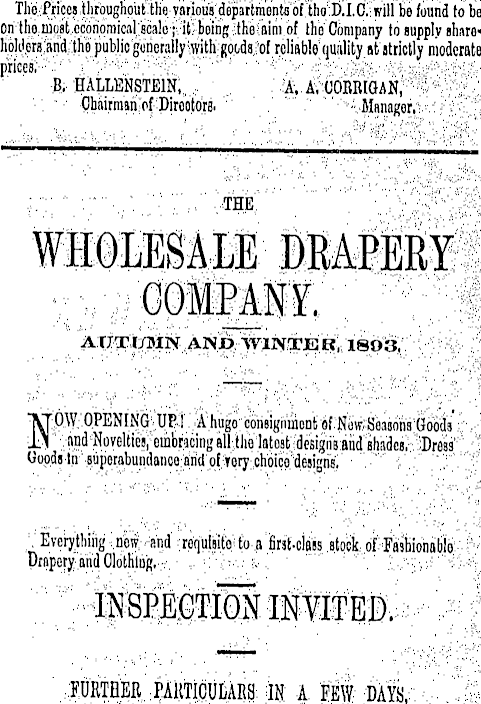 The Prices throughout the various departments of the D.I.C. will be found to be
on the most economical scale; it being the aim of the Company to supply share-
holders and the public generally with goods of reliable quality at strictly moderate
prices.
B. HALLENSTEIN, A. A. CORRIGAN,
Chairman of Directors. Manager.
THE
WHOLESALE DRAPERY
COMPANY.
AUTUMN AND WINTER, 1893.
NOW OPENING UP! A huge consignment of New Seasons Goods
and Novelties, embracing all the latest designs and shades. Dress
Goods in superabundance and of very choice designs.
Everything new and requisite to a first-class stock of Fashionable
Drapery and Clothing.
INSPECTION INVITED.
FURTHER PARTICULARS IN A FEW DAYS.